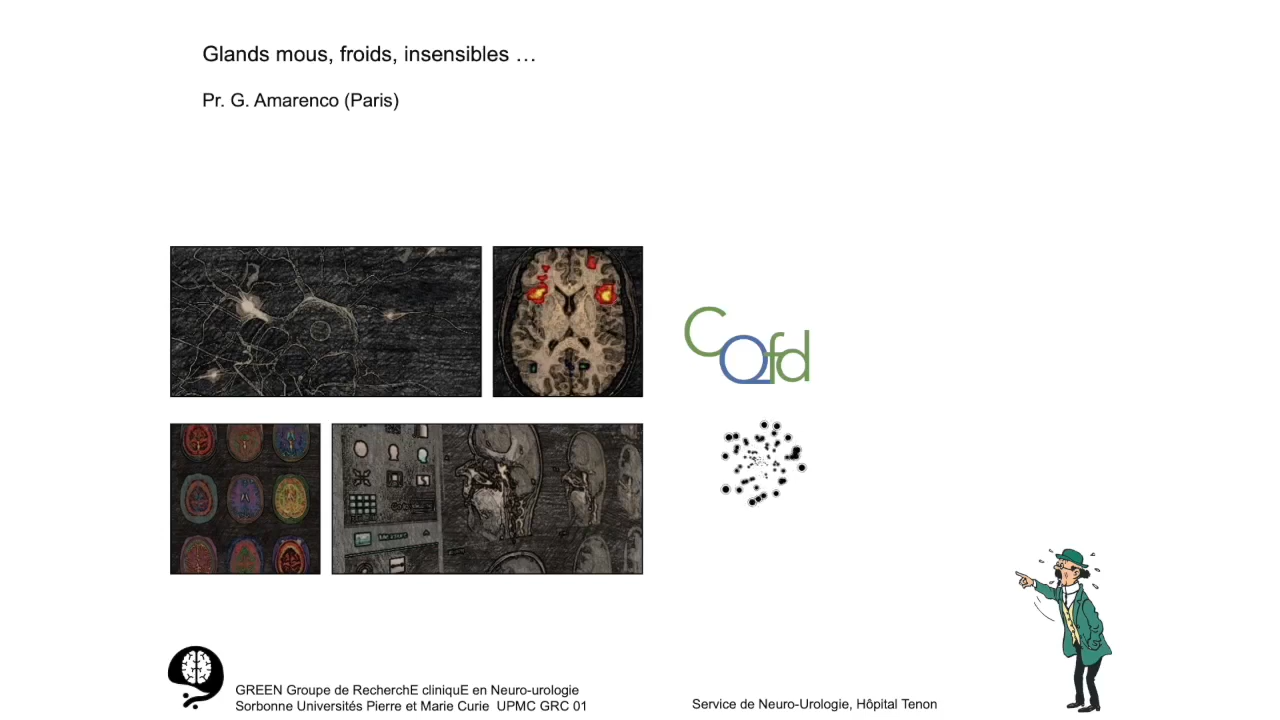 Glands mous, froids, insensibles …
Pr. G. Amarenco (Paris)
GREEN Groupe de RecherchE cliniquE en Neuro-urologie
Sorbonne Universités Pierre et Marie Curie UPMC GRC 01
Service de Neuro-Urologie, Hôpital Tenon